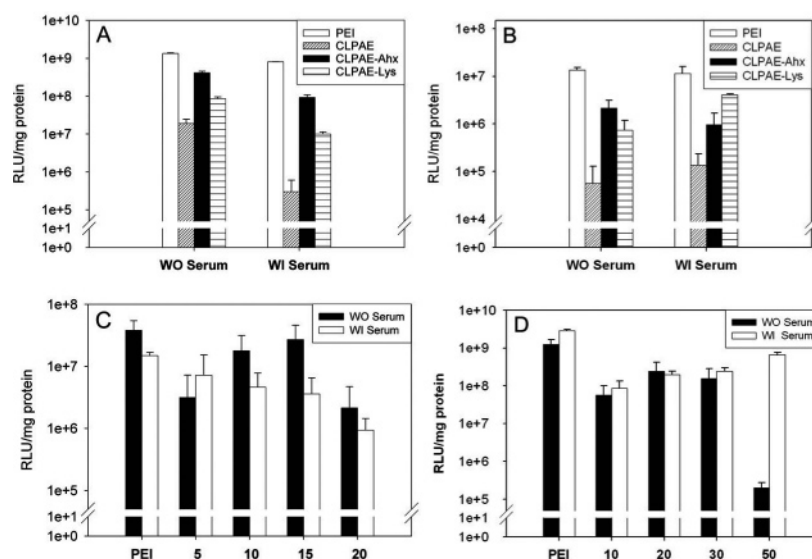 A
PEI
CLPAE
CLPAE-Ahx
CLPAE-Lys
RLU/mg protein
1e+10
1e+9
1e+8
1e+7
1e+6
1e+5
1e+1
1e+0
WO Serum WI Serum
B
PEI
CLPAE
CLPAE-Ahx
CLPAE-Lys
RLU/mg protein
1e+8
1e+7
1e+6
1e+5
1e+4
1e+1
1e+0
WO Serum WI Serum
C
WO Serum
WI Serum
RLU/mg protein
1e+8
1e+7
1e+6
1e+5
1e+1
1e+0
PEI 5 10 15 20
D
WO Serum
WI Serum
RLU/mg protein
1e+10
1e+9
1e+8
1e+7
1e+6
1e+5
1e+1
1e+0
PEI 10 20 30 50